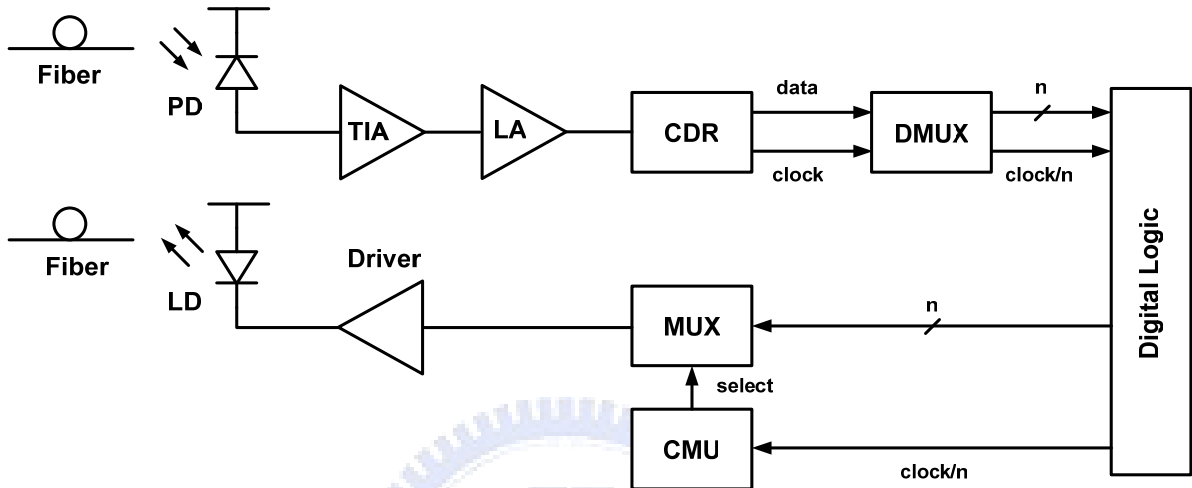 Fiber
PD
TIA
LA
CDR
data
clock
DMUX
n
clock/n
Digital Logic
Fiber
LD
Driver
MUX
n
select
CMU
clock/n